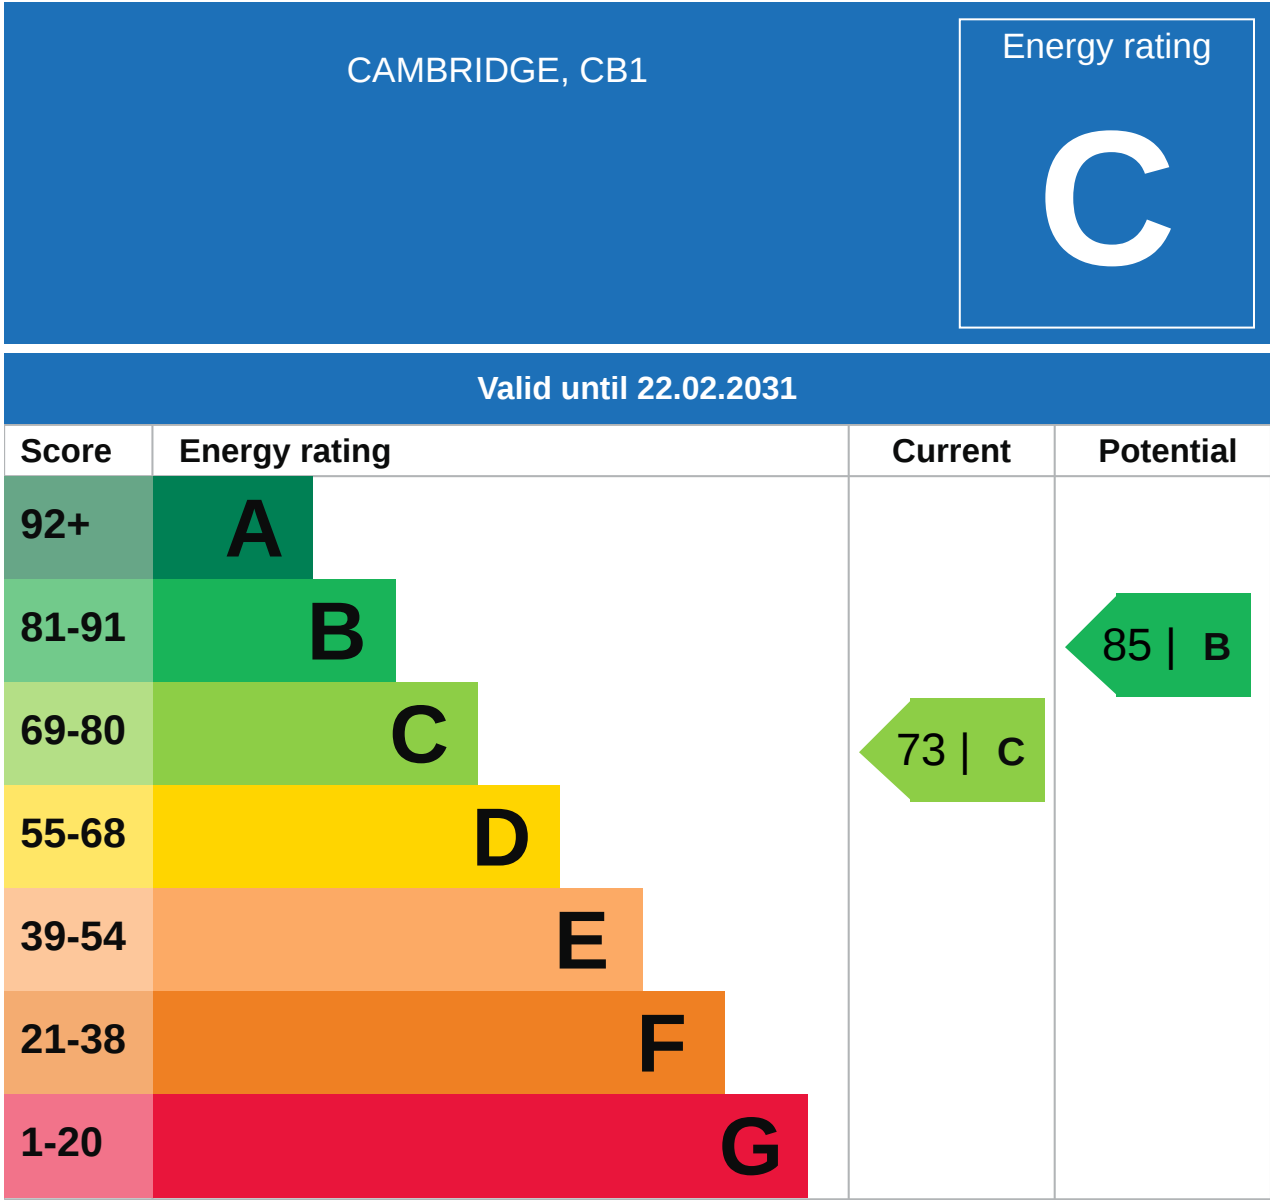 CAMBRIDGE, CB1
Energy rating
C
Valid until 22.02.2031
Score Energy rating Current Potential
92+ A
81-91 B 85 | B
69-80 C 73 | C
55-68 D
39-54 E
21-38 F
1-20 G